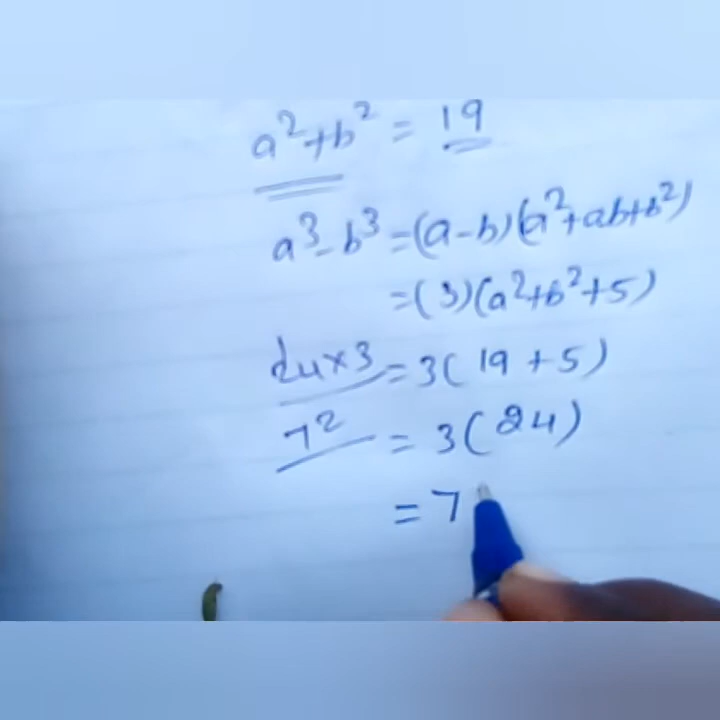 a²+b² = 19
a³-b³ = (a-b)(a²+ab+b²)
= (3)(a²+b²+5)
24×3 = 3(19+5)
72 = 3(24)
= 7